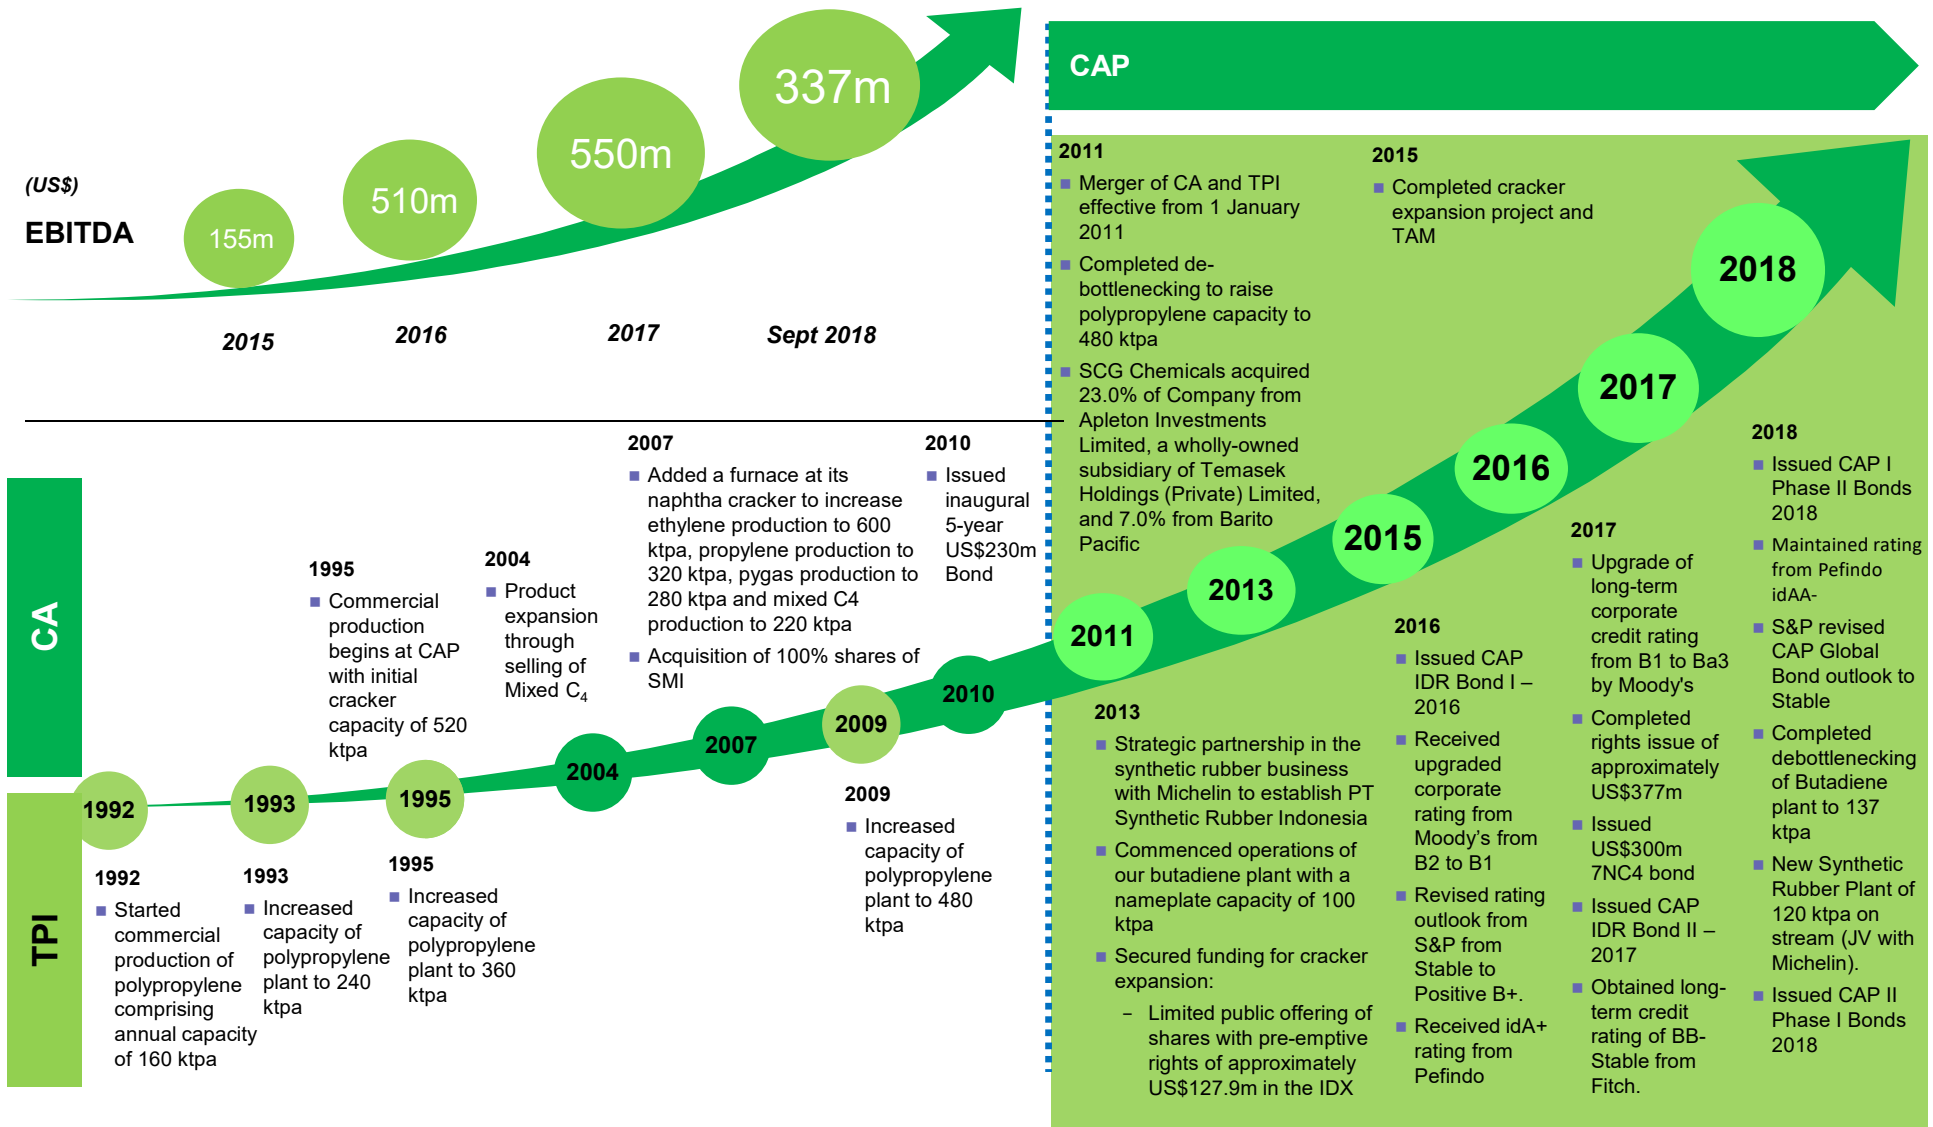 (US$)
EBITDA
155m
510m
550m
337m
2015
2016
2017
Sept 2018
CAP
CA
TPI
1992
1993
1995
2004
2007
2009
2010
2011
2013
2015
2016
2017
2018
1995
■ Commercial
production
begins at CAP
with initial
cracker
capacity of 520
ktpa
2004
■ Product
expansion
through
selling of
Mixed C4
2007
■ Added a furnace at its
naphtha cracker to increase
ethylene production to 600
ktpa, propylene production to
320 ktpa, pygas production to
280 ktpa and mixed C4
production to 220 ktpa
■ Acquisition of 100% shares of
SMI
2010
■ Issued
inaugural
5-year
US$230m
Bond
1992
■ Started
commercial
production of
polypropylene
comprising
annual capacity
of 160 ktpa
1993
■ Increased
capacity of
polypropylene
plant to 240
ktpa
1995
■ Increased
capacity of
polypropylene
plant to 360
ktpa
2009
■ Increased
capacity of
polypropylene
plant to 480
ktpa
2011
■ Merger of CA and TPI
effective from 1 January
2011
■ Completed de-
bottlenecking to raise
polypropylene capacity to
480 ktpa
■ SCG Chemicals acquired
23.0% of Company from
Apleton Investments
Limited, a wholly-owned
subsidiary of Temasek
Holdings (Private) Limited,
and 7.0% from Barito
Pacific
2013
■ Strategic partnership in the
synthetic rubber business
with Michelin to establish PT
Synthetic Rubber Indonesia
■ Commenced operations of
our butadiene plant with a
nameplate capacity of 100
ktpa
■ Secured funding for cracker
expansion:
− Limited public offering of
shares with pre-emptive
rights of approximately
US$127.9m in the IDX
2015
■ Completed cracker
expansion project and
TAM
2016
■ Issued CAP
IDR Bond I –
2016
■ Received
upgraded
corporate
rating from
Moody’s from
B2 to B1
■ Revised rating
outlook from
S&P from
Stable to
Positive B+.
■ Received idA+
rating from
Pefindo
2017
■ Upgrade of
long-term
corporate
credit rating
from B1 to Ba3
by Moody's
■ Completed
rights issue of
approximately
US$377m
■ Issued
US$300m
7NC4 bond
■ Issued CAP
IDR Bond II –
2017
■ Obtained long-
term credit
rating of BB-
Stable from
Fitch.
2018
■ Issued CAP I
Phase II Bonds
2018
■ Maintained rating
from Pefindo
idAA-
■ S&P revised
CAP Global
Bond outlook to
Stable
■ Completed
debottlenecking
of Butadiene
plant to 137
ktpa
■ New Synthetic
Rubber Plant of
120 ktpa on
stream (JV with
Michelin).
■ Issued CAP II
Phase I Bonds
2018